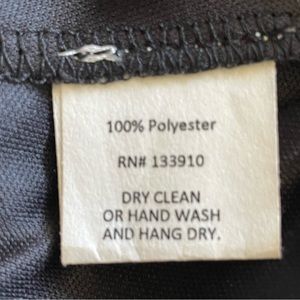 100% Polyester
RN# 133910
DRY CLEAN
OR HAND WASH
AND HANG DRY.